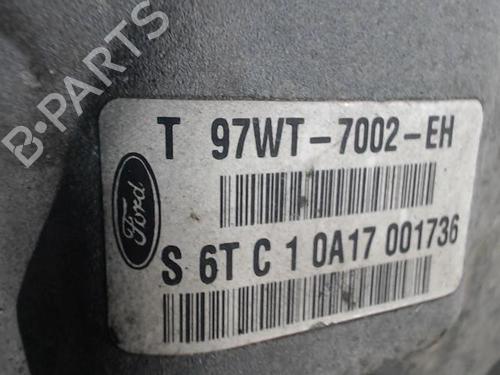 B-PARTS
T 97WT-7002-EH
Ford
S 6T C 1 0A17 001736